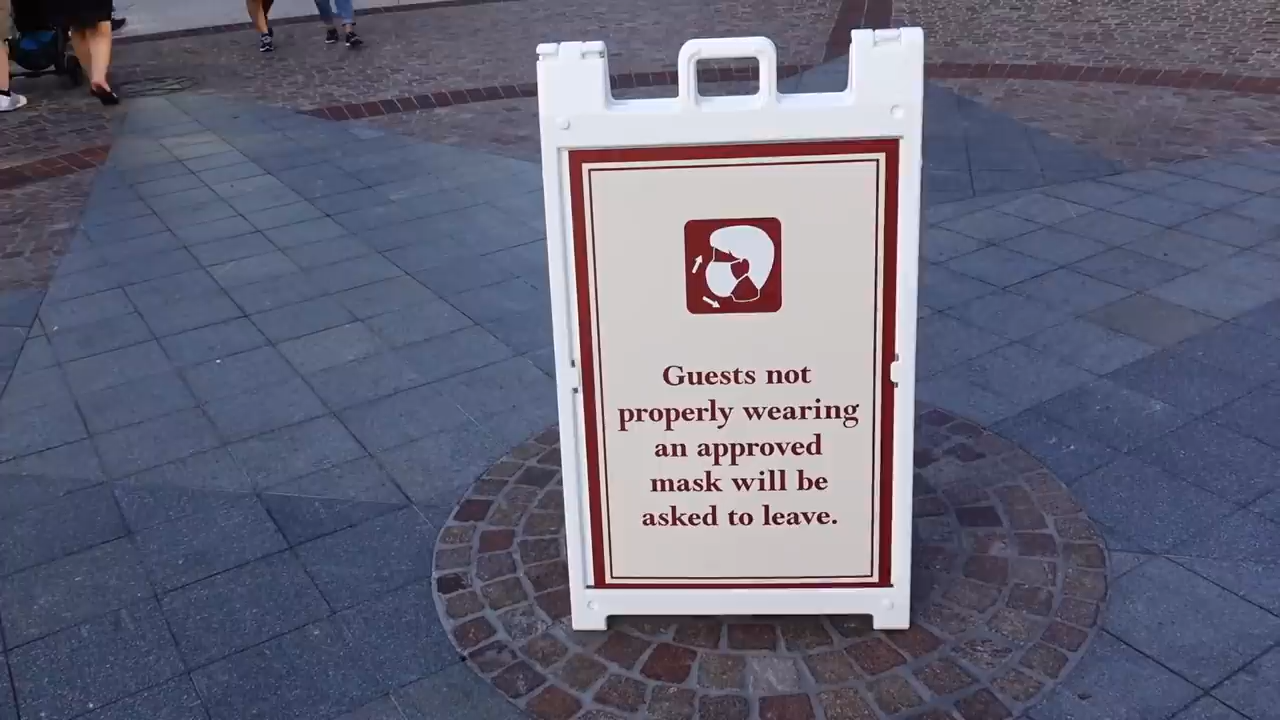 Guests not
properly wearing
an approved
mask will be
asked to leave.